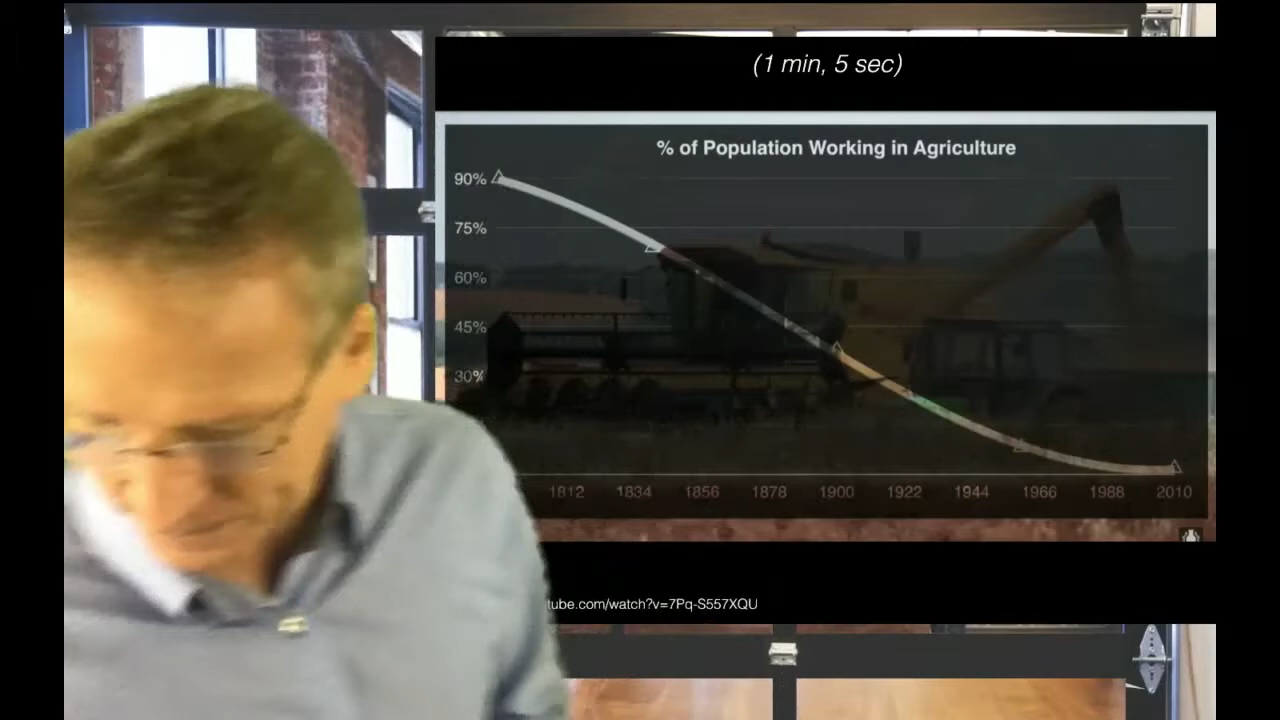 (1 min, 5 sec)
% of Population Working in Agriculture
90%
75%
60%
45%
30%
1812 1834 1856 1878 1900 1922 1944 1966 1988 2010
tube.com/watch?v=7Pq-S557XQU